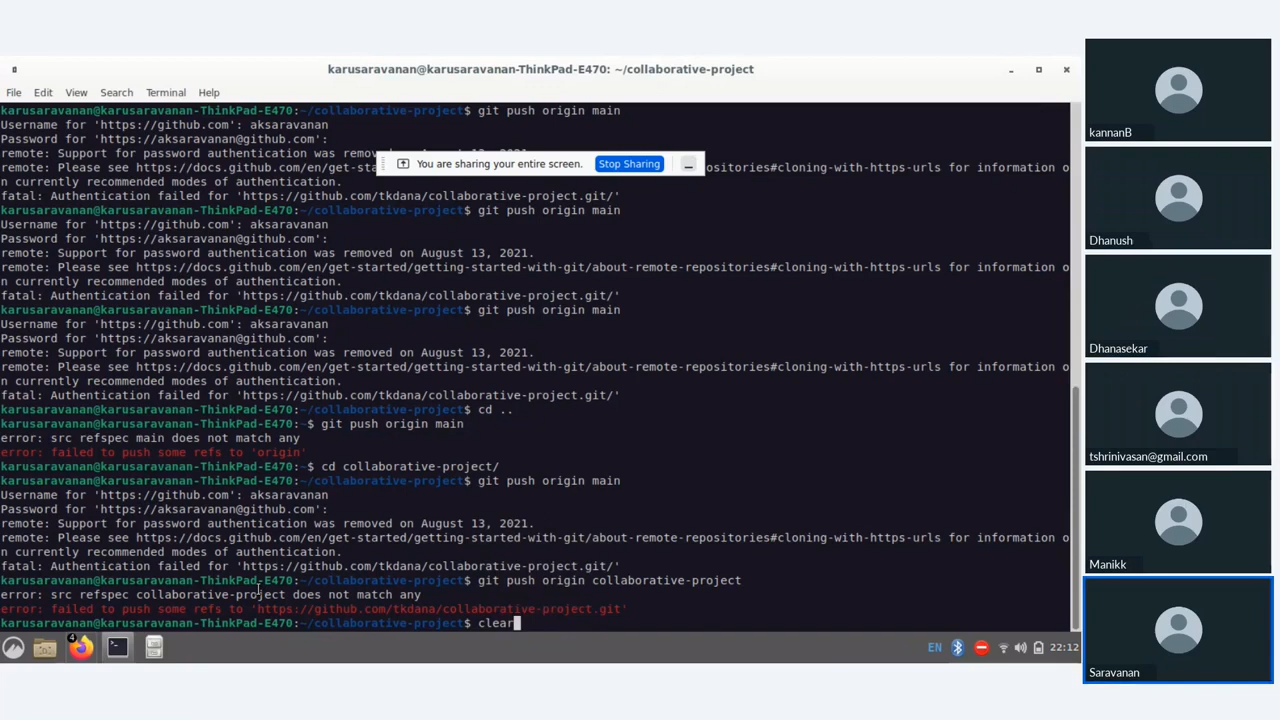 karusaravanan@karusaravanan-ThinkPad-E470: ~/collaborative-project
File Edit View Search Terminal Help
karusaravanan@karusaravanan-ThinkPad-E470:~/collaborative-project$ git push origin main
Username for 'https://github.com': aksaravanan
Password for 'https://aksaravanan@github.com':
remote: Support for password authentication was
You are sharing your entire screen. Stop Sharing
remote: Please see https://docs.github.com/en/get-sta
positories#cloning-with-https-urls for information o
n currently recommended modes of authentication.
fatal: Authentication failed for 'https://github.com/tkdana/collaborative-project.git/'
karusaravanan@karusaravanan-ThinkPad-E470:~/collaborative-project$ git push origin main
Username for 'https://github.com': aksaravanan
Password for 'https://aksaravanan@github.com':
remote: Support for password authentication was removed on August 13, 2021.
remote: Please see https://docs.github.com/en/get-started/getting-started-with-git/about-remote-repositories#cloning-with-https-urls for information o
n currently recommended modes of authentication.
fatal: Authentication failed for 'https://github.com/tkdana/collaborative-project.git/'
karusaravanan@karusaravanan-ThinkPad-E470:~/collaborative-project$ git push origin main
Username for 'https://github.com': aksaravanan
Password for 'https://aksaravanan@github.com':
remote: Support for password authentication was removed on August 13, 2021.
remote: Please see https://docs.github.com/en/get-started/getting-started-with-git/about-remote-repositories#cloning-with-https-urls for information o
n currently recommended modes of authentication.
fatal: Authentication failed for 'https://github.com/tkdana/collaborative-project.git/'
karusaravanan@karusaravanan-ThinkPad-E470:~/collaborative-project$ cd ..
karusaravanan@karusaravanan-ThinkPad-E470:~$ git push origin main
error: src refspec main does not match any
error: failed to push some refs to 'origin'
karusaravanan@karusaravanan-ThinkPad-E470:~$ cd collaborative-project/
karusaravanan@karusaravanan-ThinkPad-E470:~/collaborative-project$ git push origin main
Username for 'https://github.com': aksaravanan
Password for 'https://aksaravanan@github.com':
remote: Support for password authentication was removed on August 13, 2021.
remote: Please see https://docs.github.com/en/get-started/getting-started-with-git/about-remote-repositories#cloning-with-https-urls for information o
n currently recommended modes of authentication.
fatal: Authentication failed for 'https://github.com/tkdana/collaborative-project.git/'
karusaravanan@karusaravanan-ThinkPad-E470:~/collaborative-project$ git push origin collaborative-project
error: src refspec collaborative-project does not match any
error: failed to push some refs to 'https://github.com/tkdana/collaborative-project.git'
karusaravanan@karusaravanan-ThinkPad-E470:~/collaborative-project$ clear
4
EN
22:12
kannanB
Dhanush
Dhanasekar
tshrinivasan@gmail.com
Manikk
Saravanan